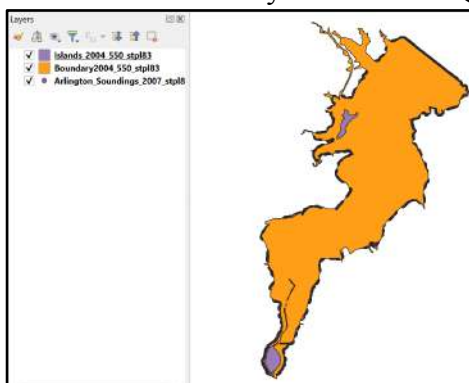 Layers
Islands_2004_550_stpl83
Boundary2004_550_stpl83
Arlington_Soundings_2007_stpl8